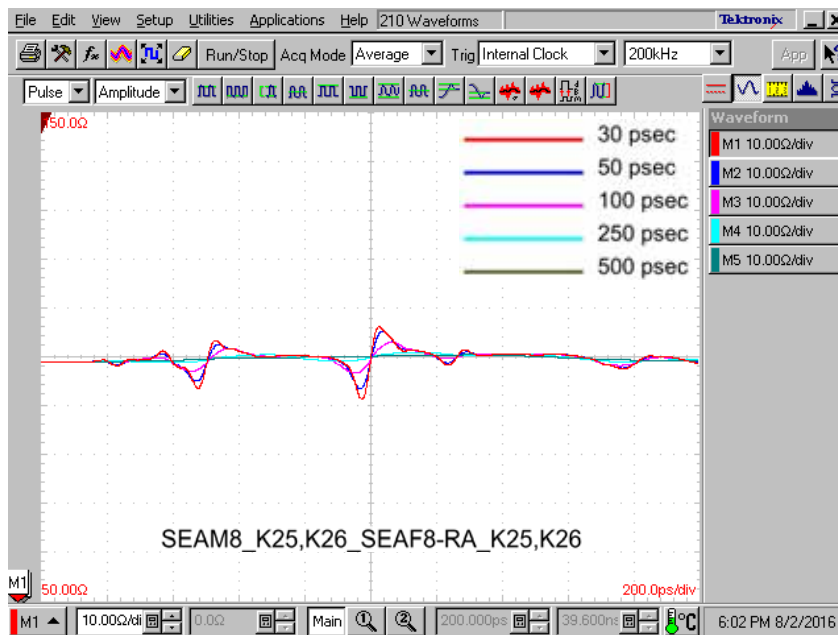 File Edit View Setup Utilities Applications Help 210 Waveforms Tektronix
Run/Stop Acq Mode Average Trig Internal Clock 200kHz App
Pulse Amplitude
Waveform
M1 10.00Ω/div
M2 10.00Ω/div
M3 10.00Ω/div
M4 10.00Ω/div
M5 10.00Ω/div
30 psec
50 psec
100 psec
250 psec
500 psec
SEAM8_K25,K26_SEAF8-RA_K25,K26
M1
50.00Ω 200.0ps/div
M1 10.00Ω/di 0.0Ω Main 200.000ps 39.600ns °C 6:02 PM 8/2/2016